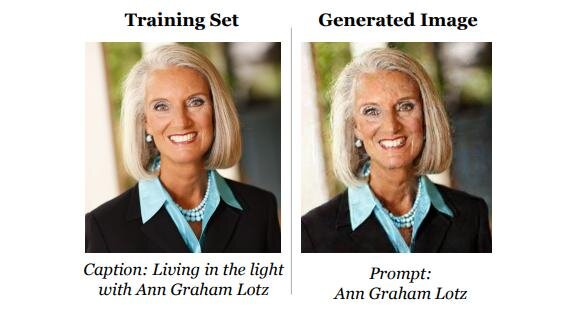 Training Set
Generated Image
Caption: Living in the light
with Ann Graham Lotz
Prompt:
Ann Graham Lotz